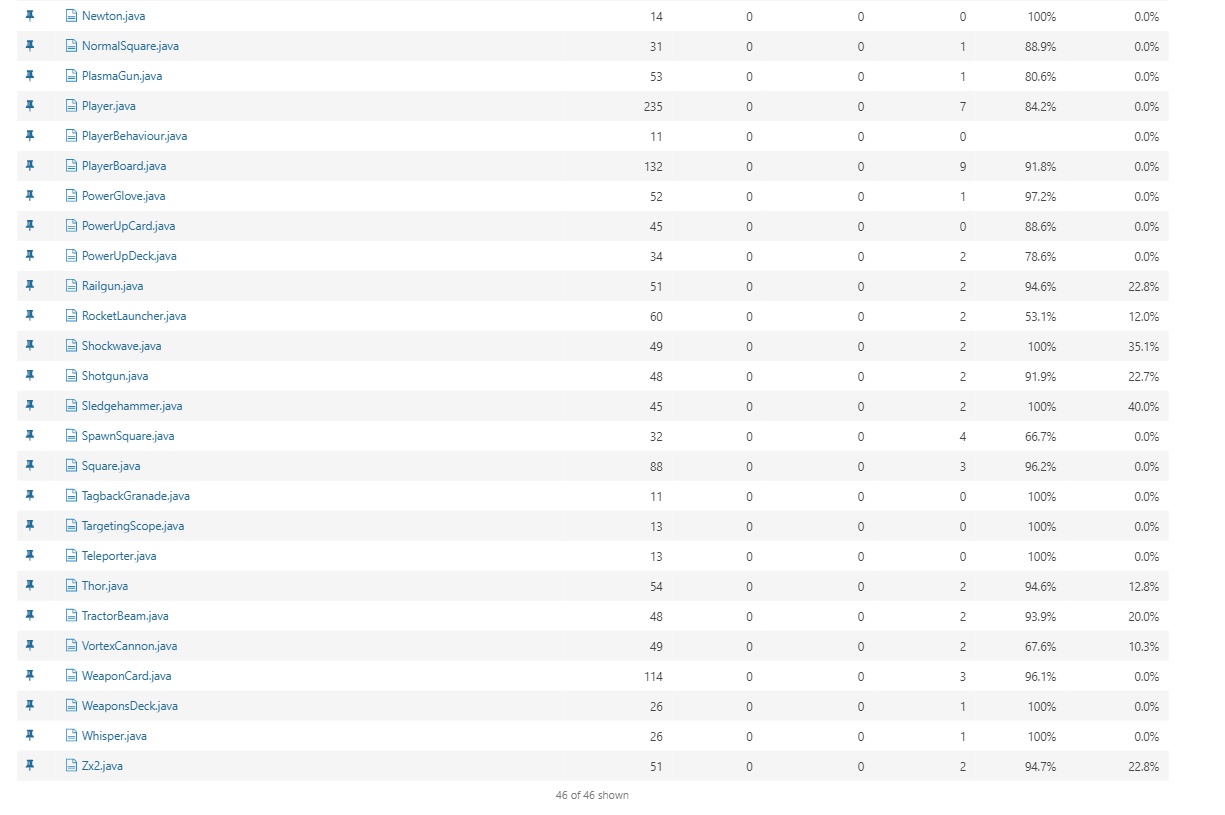 Newton.java 14 0 0 0 100% 0.0%
NormalSquare.java 31 0 0 1 88.9% 0.0%
PlasmaGun.java 53 0 0 1 80.6% 0.0%
Player.java 235 0 0 7 84.2% 0.0%
PlayerBehaviour.java 11 0 0 0 0.0%
PlayerBoard.java 132 0 0 9 91.8% 0.0%
PowerGlove.java 52 0 0 1 97.2% 0.0%
PowerUpCard.java 45 0 0 0 88.6% 0.0%
PowerUpDeck.java 34 0 0 2 78.6% 0.0%
Railgun.java 51 0 0 2 94.6% 22.8%
RocketLauncher.java 60 0 0 2 53.1% 12.0%
Shockwave.java 49 0 0 2 100% 35.1%
Shotgun.java 48 0 0 2 91.9% 22.7%
Sledgehammer.java 45 0 0 2 100% 40.0%
SpawnSquare.java 32 0 0 4 66.7% 0.0%
Square.java 88 0 0 3 96.2% 0.0%
TagbackGranade.java 11 0 0 0 100% 0.0%
TargetingScope.java 13 0 0 0 100% 0.0%
Teleporter.java 13 0 0 0 100% 0.0%
Thor.java 54 0 0 2 94.6% 12.8%
TractorBeam.java 48 0 0 2 93.9% 20.0%
VortexCannon.java 49 0 0 2 67.6% 10.3%
WeaponCard.java 114 0 0 3 96.1% 0.0%
WeaponsDeck.java 26 0 0 1 100% 0.0%
Whisper.java 26 0 0 1 100% 0.0%
Zx2.java 51 0 0 2 94.7% 22.8%
46 of 46 shown